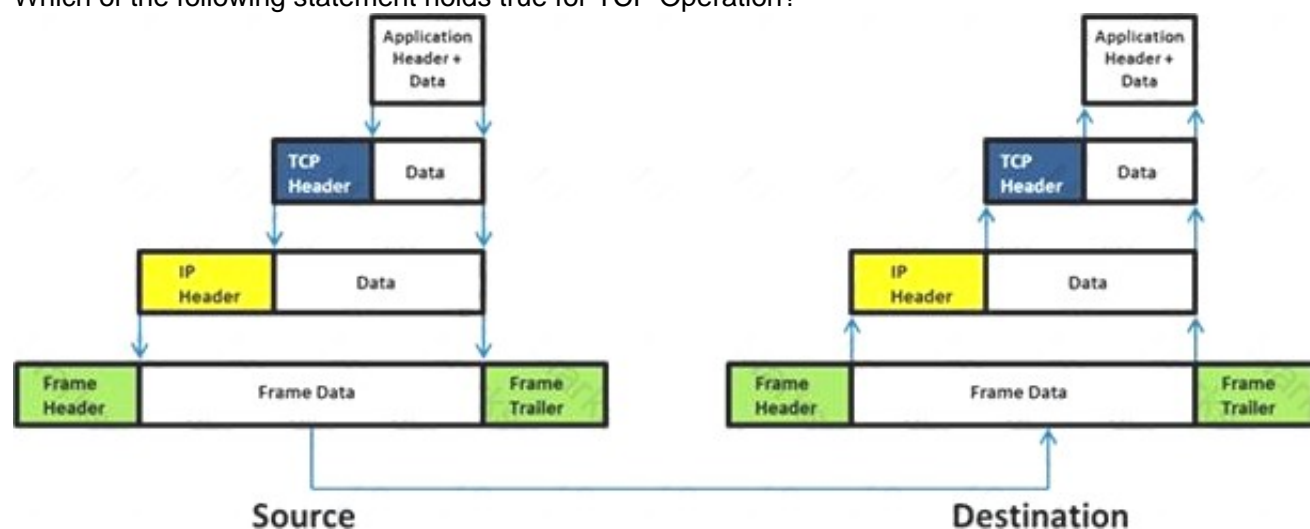 Which of the following statement holds true for TCP Operation?
Application
Header +
Data
TCP
Header
Data
IP
Header
Data
Frame
Header
Frame Data
Frame
Trailer
Source
Application
Header +
Data
TCP
Header
Data
IP
Header
Data
Frame
Header
Frame Data
Frame
Trailer
Destination